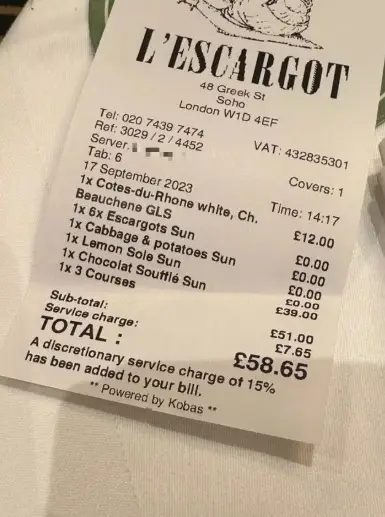 L'ESCARGOT
48 Greek St
Soho
London W1D 4EF
Tel: 020 7439 7474
VAT: 432835301
Ref: 3029 / 2 / 4452
Server:
Covers: 1
Tab: 6
17 September 2023
Time: 14:17
1x Cotes-du-Rhone white, Ch.
Beauchene GLS £12.00
1x 6x Escargots Sun £0.00
1x Cabbage & potatoes Sun £0.00
1x Lemon Sole Sun £0.00
1x Chocolat Soufflé Sun £0.00
1x 3 Courses £39.00
Sub-total: £51.00
Service charge: £7.65
TOTAL : £58.65
A discretionary service charge of 15%
has been added to your bill.
** Powered by Kobas **